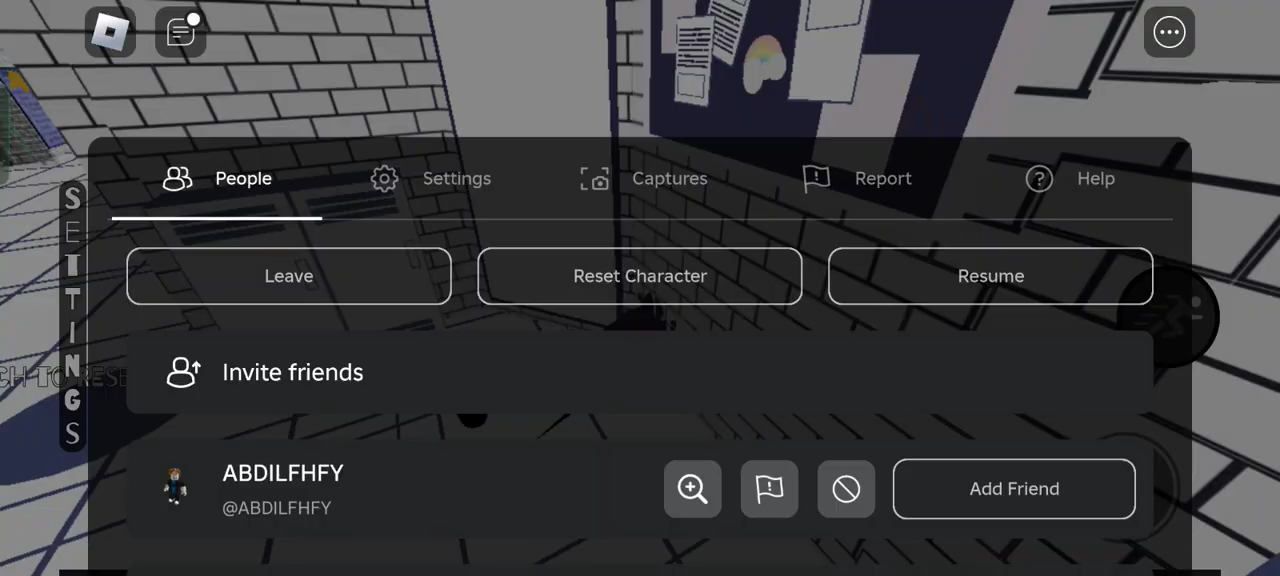 People
Settings
Captures
Report
Help
Leave
Reset Character
Resume
Invite friends
ABDILFHFY
@ABDILFHFY
Add Friend
SETTINGS